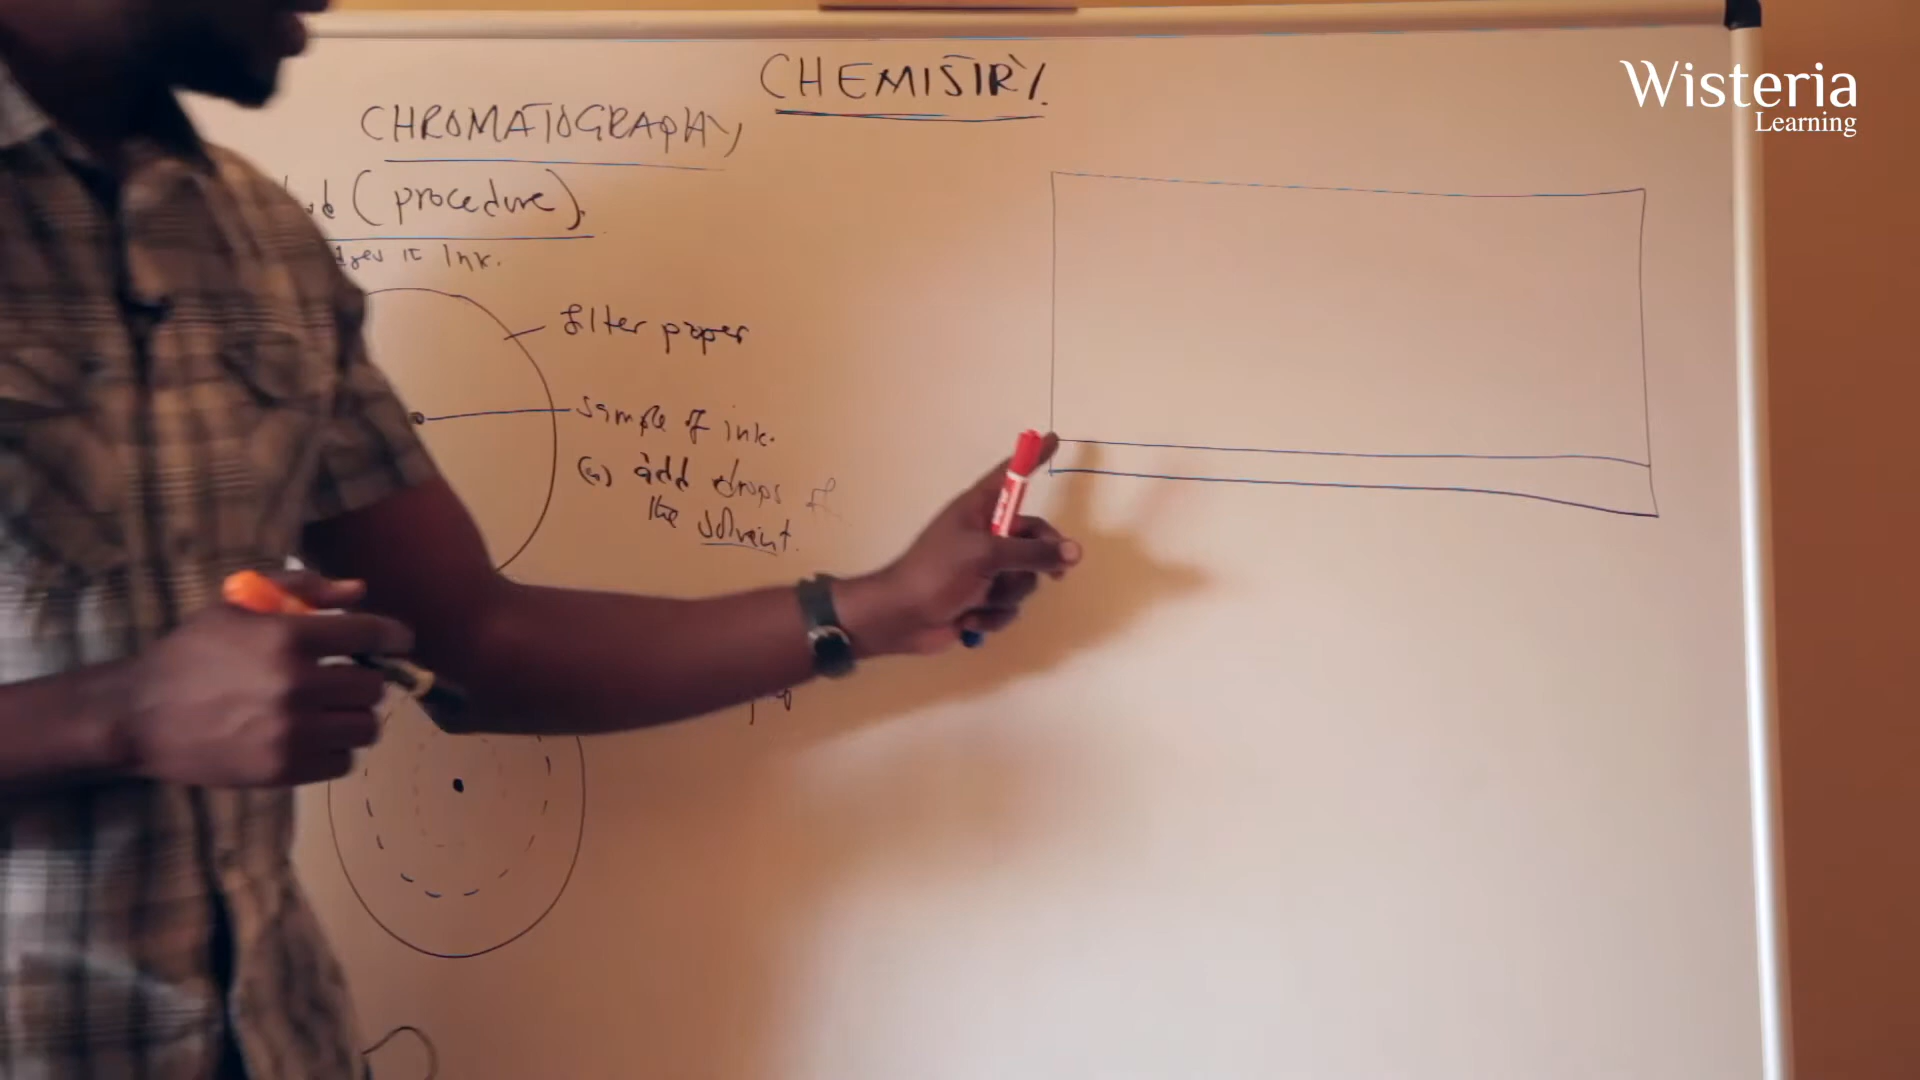 CHEMISTRY.
Wisteria
Learning
CHROMATOGRAPHY
(procedure).
Ink.
filter paper
sample of ink.
add drops of
the solvent.